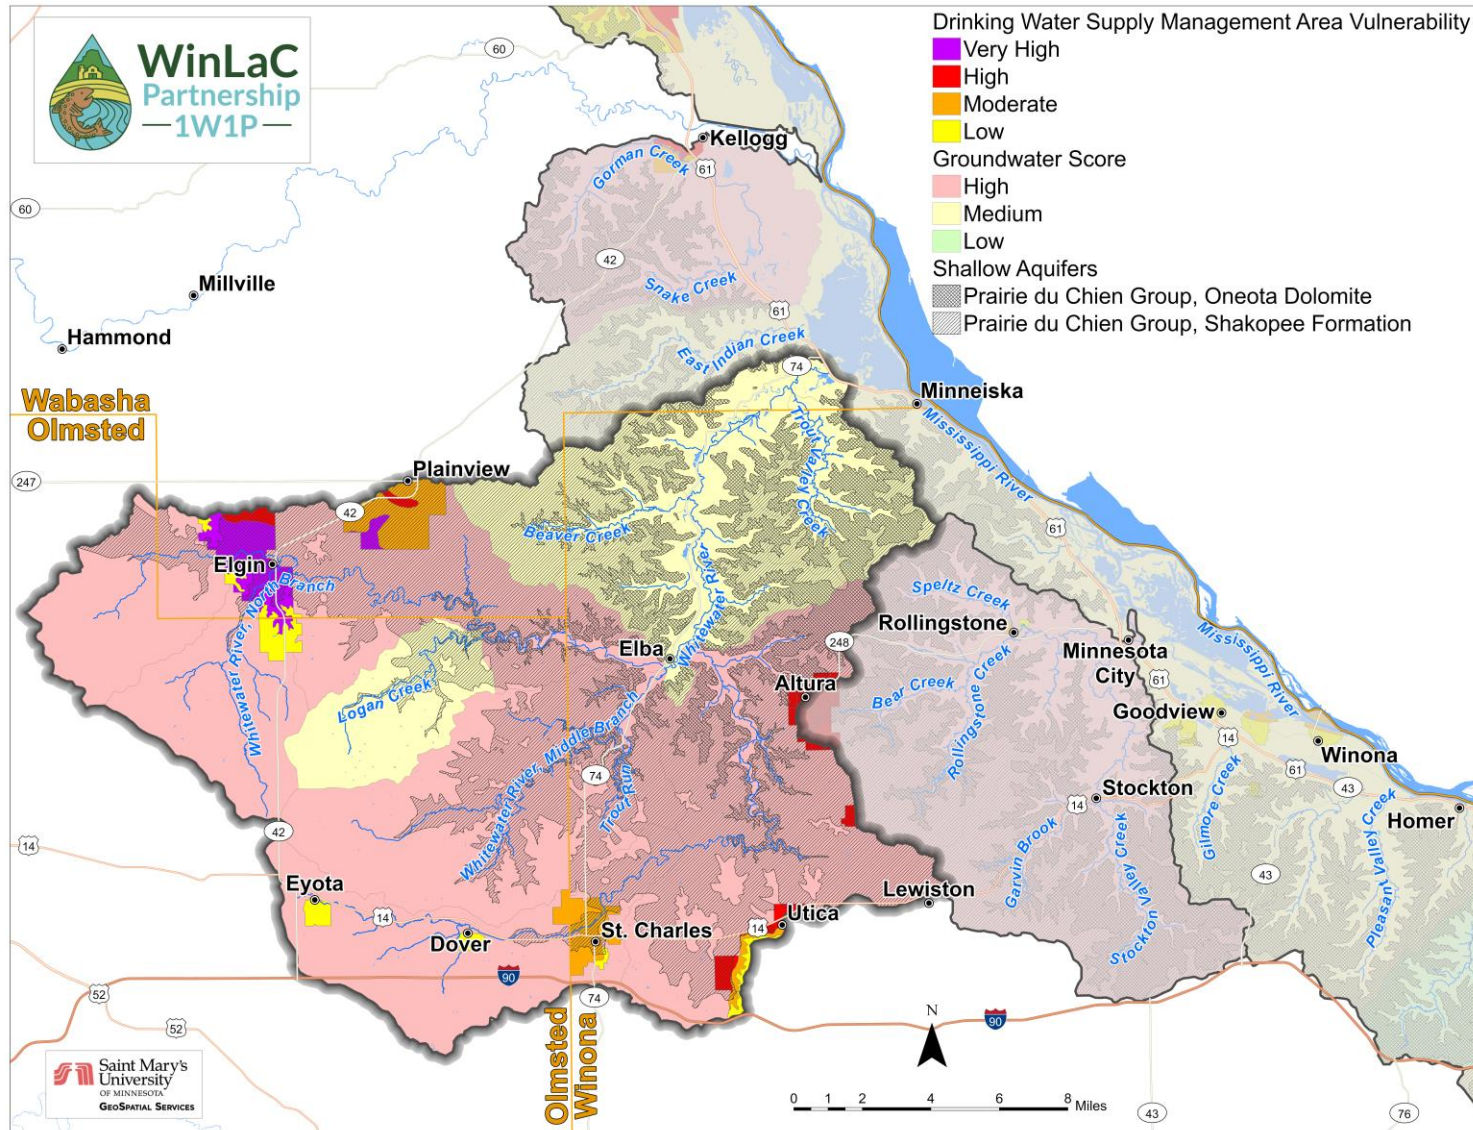 WinLaC
Partnership
1W1P
Drinking Water Supply Management Area Vulnerability
Very High
High
Moderate
Low
Groundwater Score
High
Medium
Low
Shallow Aquifers
Prairie du Chien Group, Oneota Dolomite
Prairie du Chien Group, Shakopee Formation
60
Kellogg
Gorman Creek
61
60
42
Millville
Snake Creek
61
Hammond
East Indian Creek
74
Minneiska
Wabasha
Olmsted
Mississippi River
Trout Valley Creek
Plainview
247
42
61
Beaver Creek
Elgin
Whitewater River, North Branch
Whitewater River
Speltz Creek
Rollingstone
248
Minnesota
City
Mississippi River
Elba
61
Altura
Bear Creek
Rollingstone Creek
Logan Creek
Goodview
14
Winona
Whitewater River, Middle Branch
74
Trout Run
61
43
Stockton
14
Homer
42
14
Garvin Brook
Stockton Valley Creek
Gilmore Creek
Pleasant Valley Creek
43
Eyota
Lewiston
14
Utica
14
Dover
St. Charles
90
74
52
52
90
N
Olmsted
Winona
Saint Mary's
University
OF MINNESOTA
GEOSPATIAL SERVICES
0 1 2 4 6 8
Miles
43
76